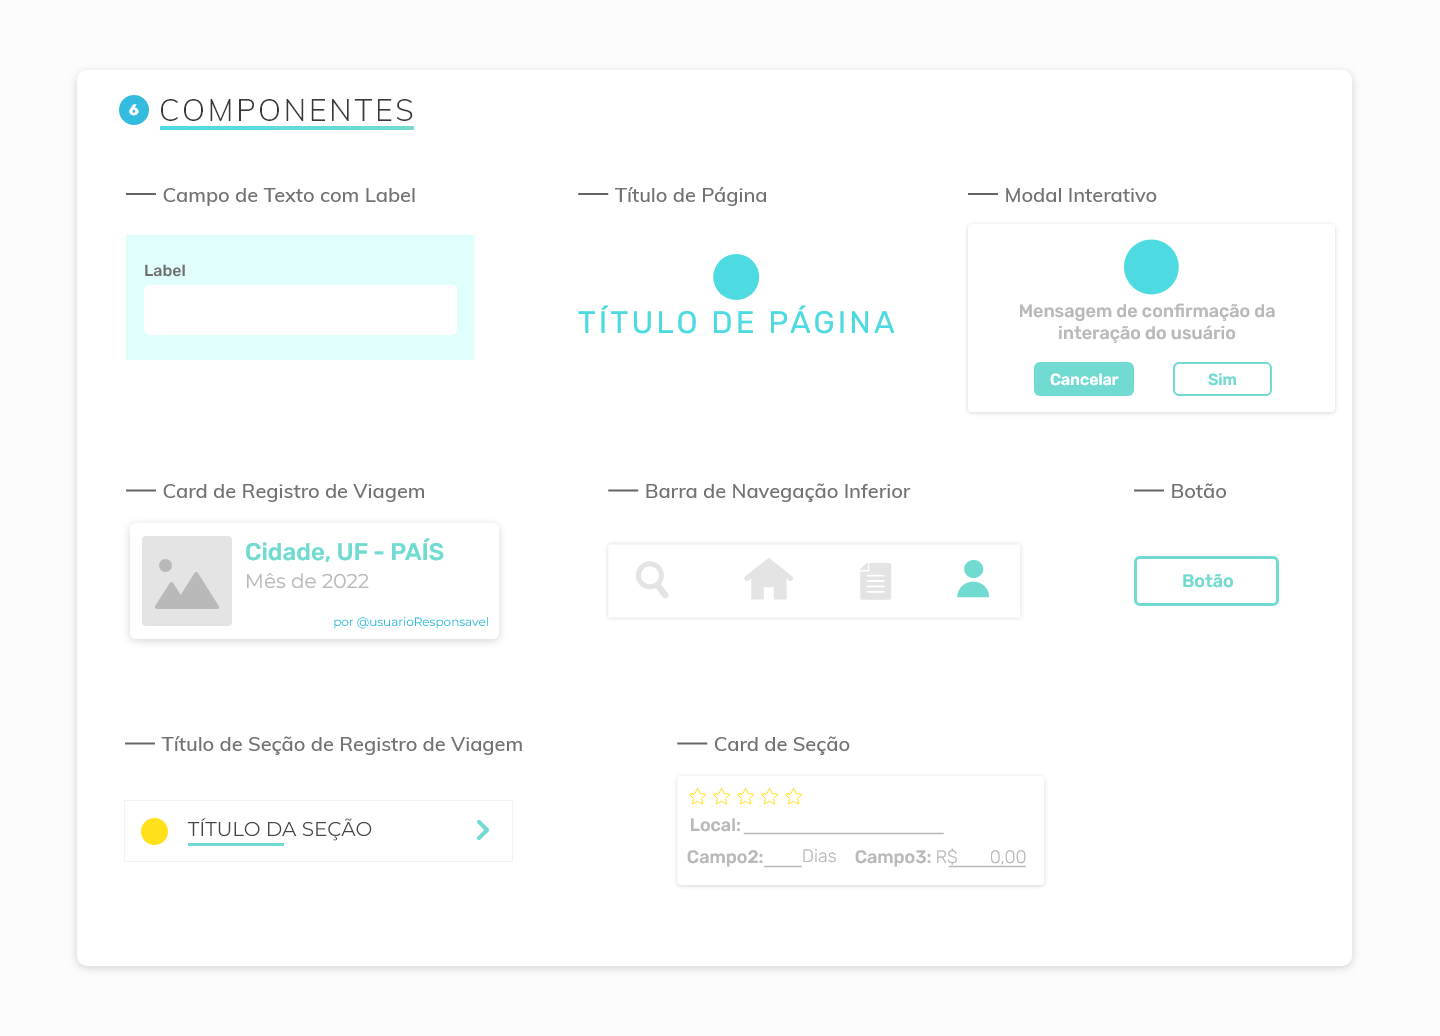 6 COMPONENTES
Campo de Texto com Label
Label
Título de Página
TÍTULO DE PÁGINA
Modal Interativo
Mensagem de confirmação da
interação do usuário
Cancelar
Sim
Card de Registro de Viagem
Cidade, UF - PAÍS
Mês de 2022
por @usuarioResponsavel
Barra de Navegação Inferior
Botão
Botão
Título de Seção de Registro de Viagem
TÍTULO DA SEÇÃO
Card de Seção
Local:
Campo2: Dias Campo3: R$ 0,00